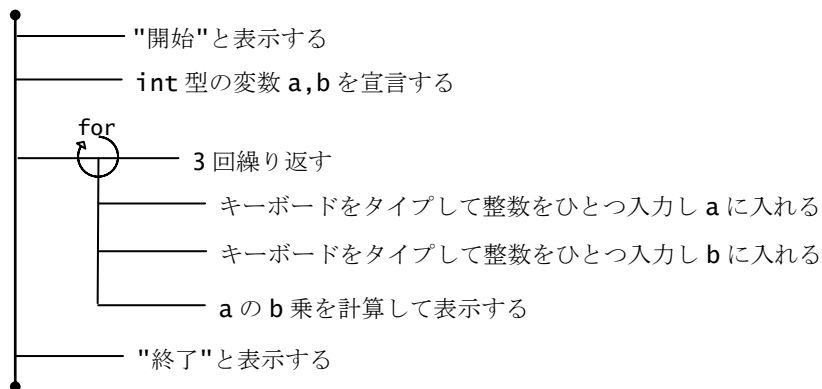 "開始"と表示する
int 型の変数 a,b を宣言する
for
3 回繰り返す
キーボードをタイプして整数をひとつ入力し a に入れる
キーボードをタイプして整数をひとつ入力し b に入れる
a の b 乗を計算して表示する
"終了"と表示する